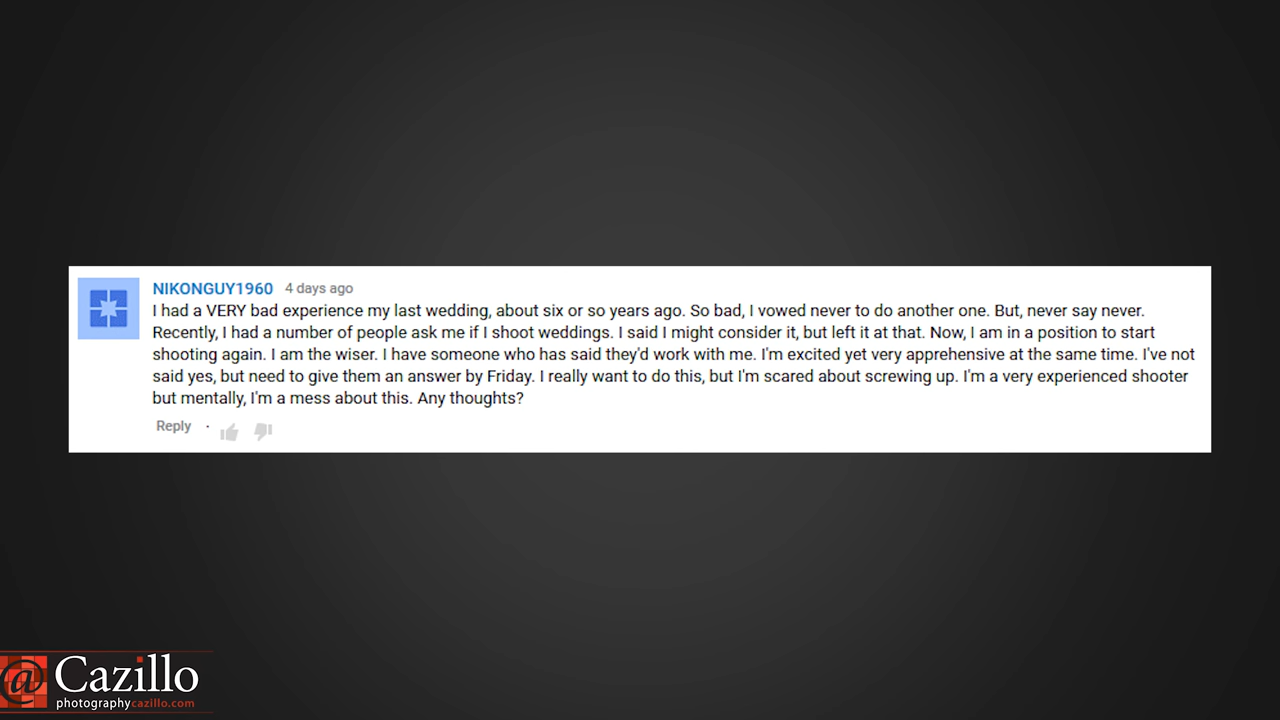 NIKONGUY1960 4 days ago
I had a VERY bad experience my last wedding, about six or so years ago. So bad, I vowed never to do another one. But, never say never.
Recently, I had a number of people ask me if I shoot weddings. I said I might consider it, but left it at that. Now, I am in a position to start
shooting again. I am the wiser. I have someone who has said they'd work with me. I'm excited yet very apprehensive at the same time. I've not
said yes, but need to give them an answer by Friday. I really want to do this, but I'm scared about screwing up. I'm a very experienced shooter
but mentally, I'm a mess about this. Any thoughts?
Reply ·
@ Cazillo
photographycazillo.com